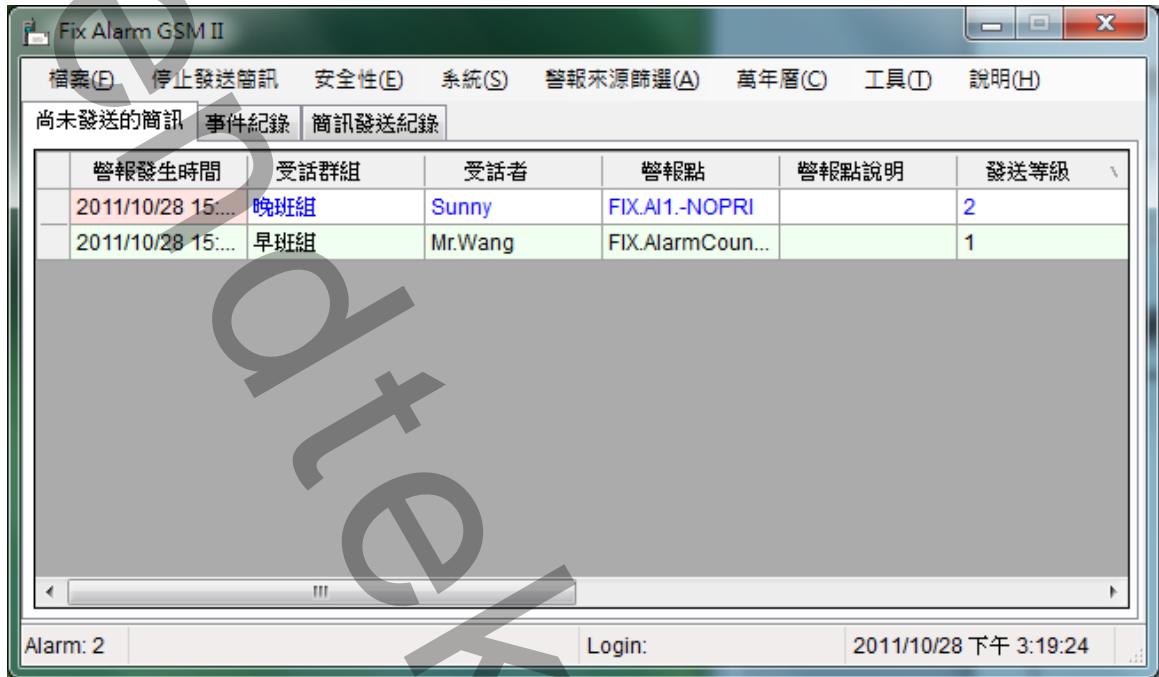 Fix Alarm GSM II
檔案(F) 停止發送簡訊 安全性(E) 系統(S) 警報來源篩選(A) 萬年曆(C) 工具(T) 說明(H)
尚未發送的簡訊 事件紀錄 簡訊發送紀錄
警報發生時間 受話群組 受話者 警報點 警報點說明 發送等級
2011/10/28 15:... 晚班組 Sunny FIX.AI1.-NOPRI 2
2011/10/28 15:... 早班組 Mr.Wang FIX.AlarmCoun... 1
Alarm: 2 Login: 2011/10/28 下午 3:19:24
endtek